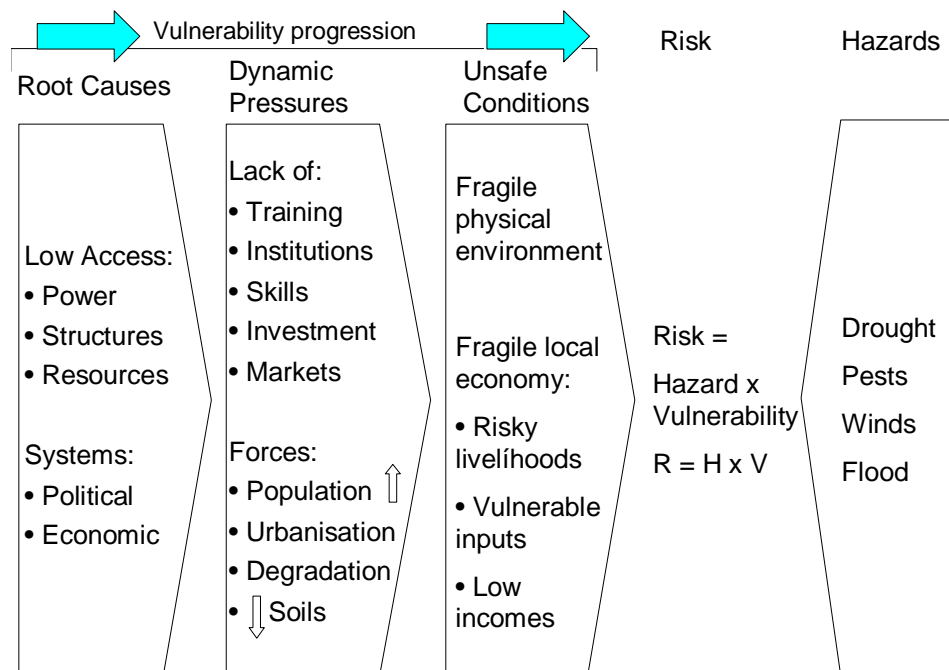 Vulnerability progression
Risk
Hazards
Root Causes
Dynamic
Pressures
Unsafe
Conditions
Low Access:
• Power
• Structures
• Resources
Systems:
• Political
• Economic
Lack of:
• Training
• Institutions
• Skills
• Investment
• Markets
Forces:
• Population
• Urbanisation
• Degradation
• Soils
Fragile
physical
environment
Fragile local
economy:
• Risky
livelíhoods
• Vulnerable
inputs
• Low
incomes
Risk =
Hazard x
Vulnerability
R = H x V
Drought
Pests
Winds
Flood